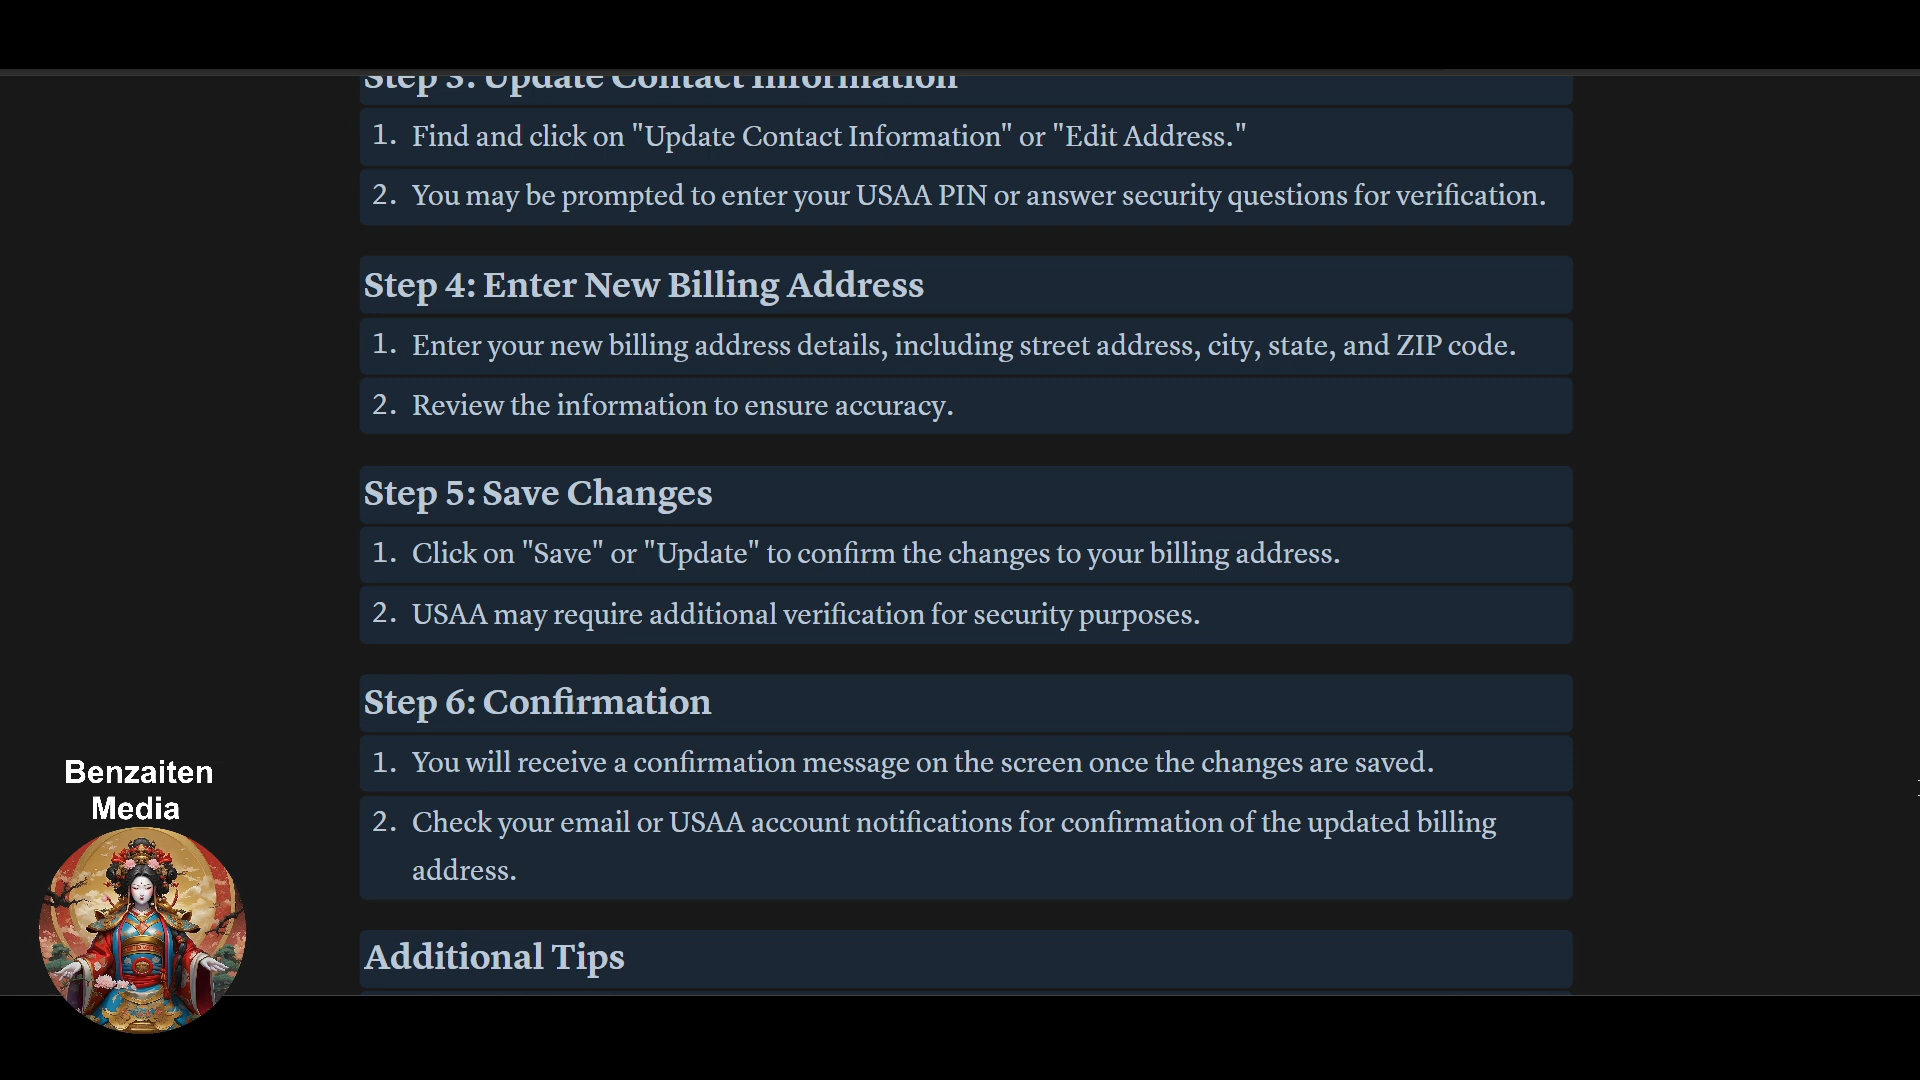 Step 3: Update Contact Information
1. Find and click on "Update Contact Information" or "Edit Address."
2. You may be prompted to enter your USAA PIN or answer security questions for verification.
Step 4: Enter New Billing Address
1. Enter your new billing address details, including street address, city, state, and ZIP code.
2. Review the information to ensure accuracy.
Step 5: Save Changes
1. Click on "Save" or "Update" to confirm the changes to your billing address.
2. USAA may require additional verification for security purposes.
Step 6: Confirmation
1. You will receive a confirmation message on the screen once the changes are saved.
2. Check your email or USAA account notifications for confirmation of the updated billing
address.
Additional Tips
Benzaiten
Media